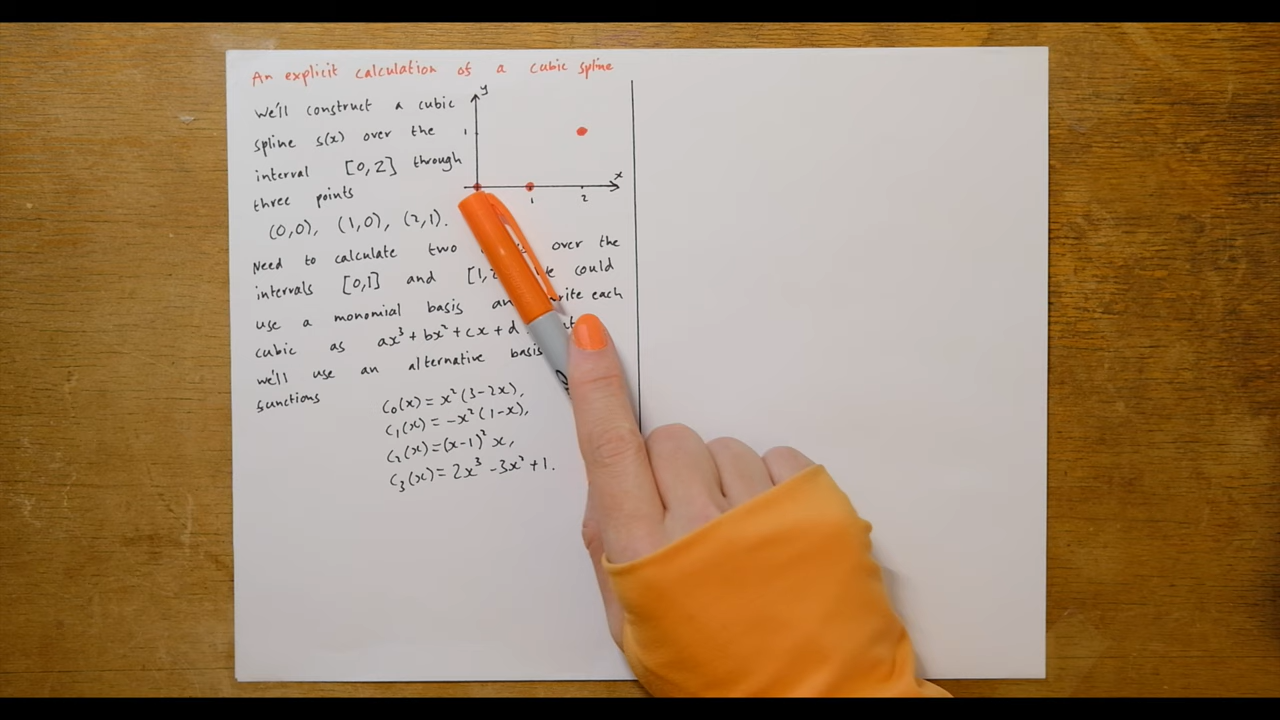 An explicit calculation of a cubic spline
We'll construct a cubic
spline s(x) over the
interval [0,2] through
three points
(0,0), (1,0), (2,1).
Need to calculate two over the
intervals [0,1] and [1, could
use a monomial basis and write each
cubic as ax³ + bx² + cx + d
we'll use an alternative basis
functions
c₀(x) = x²(3-2x),
c₁(x) = -x²(1-x),
c₂(x) = (x-1)²x,
c₃(x) = 2x³ - 3x² + 1.
y
1
x
1
2